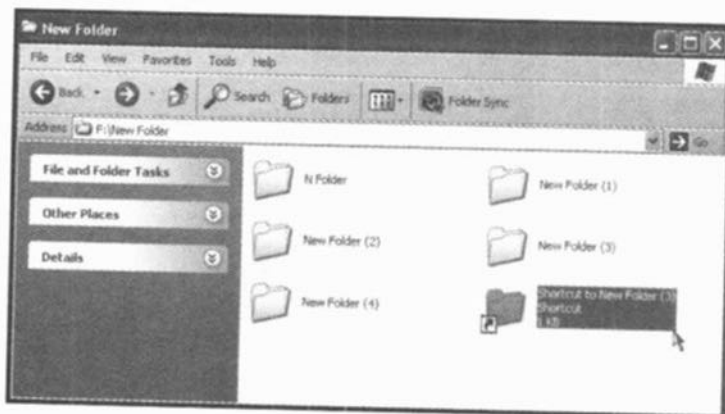 New Folder
File Edit View Favorites Tools Help
Back Search Folders Folder Sync
Address F:\New Folder Go
File and Folder Tasks
Other Places
Details
N Folder
New Folder (1)
New Folder (2)
New Folder (3)
New Folder (4)
Shortcut to New Folder (3)
Shortcut
1 KB